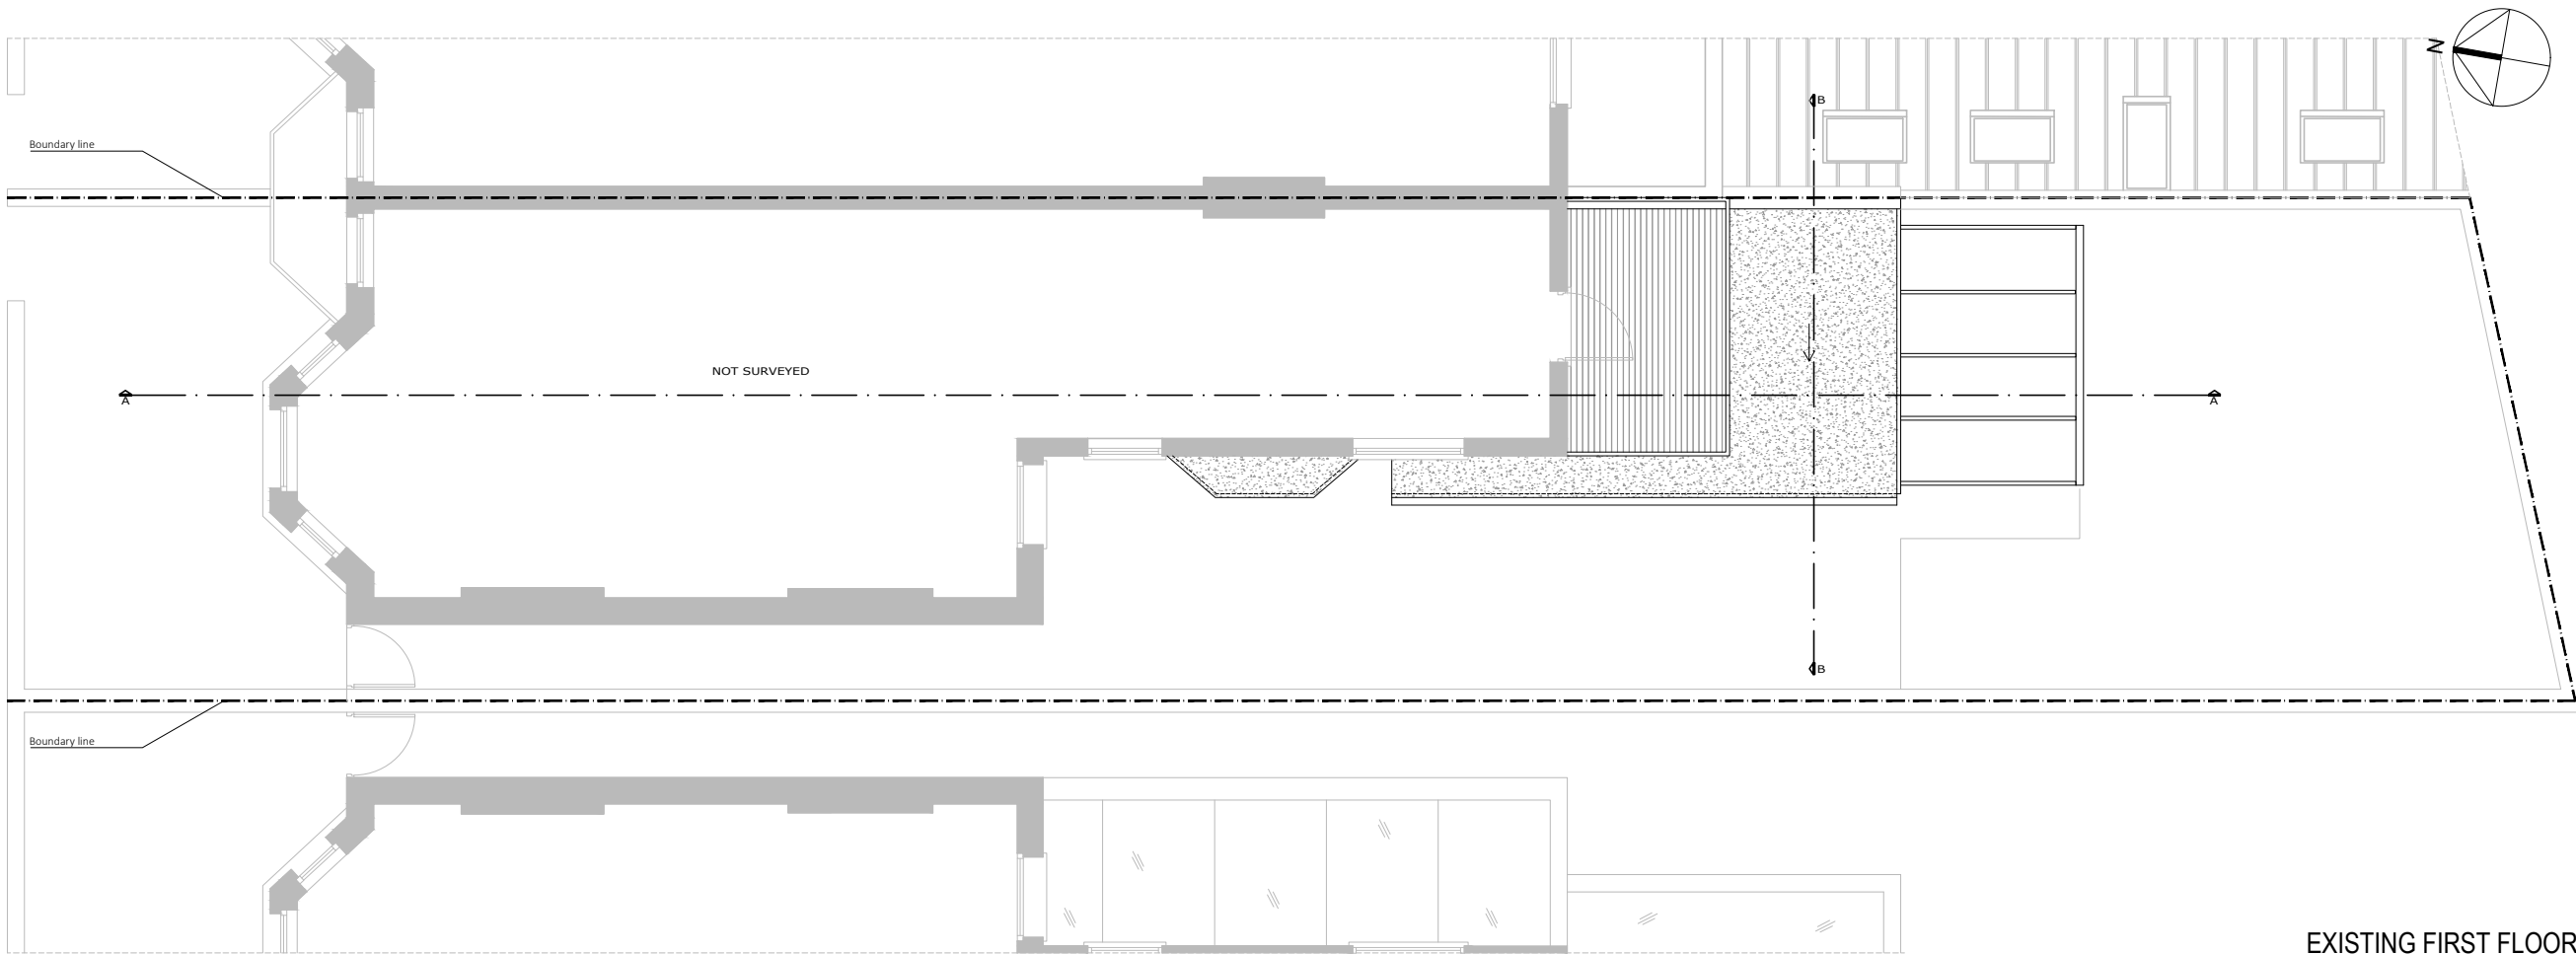 N
B
Boundary line
NOT SURVEYED
A
A
B
Boundary line
EXISTING FIRST FLOOR